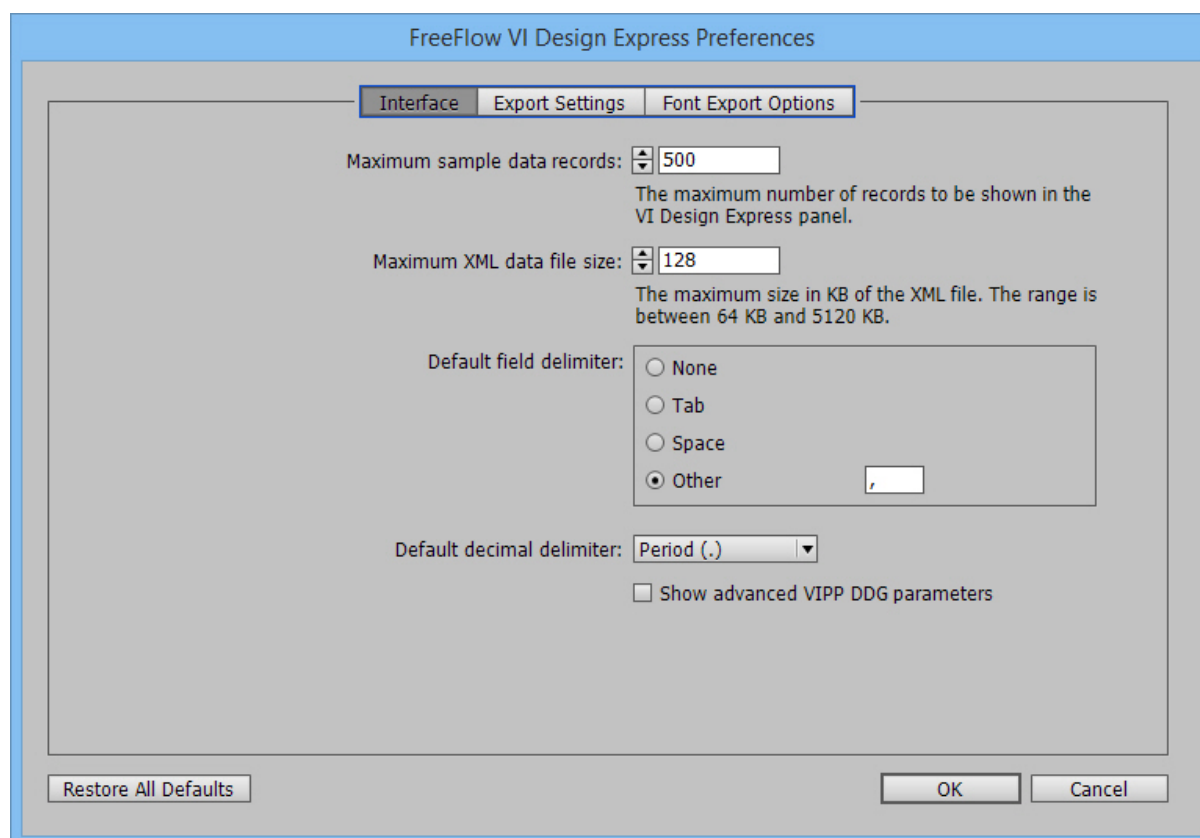 FreeFlow VI Design Express Preferences
Interface Export Settings Font Export Options
Maximum sample data records: 500
The maximum number of records to be shown in the
VI Design Express panel.
Maximum XML data file size: 128
The maximum size in KB of the XML file. The range is
between 64 KB and 5120 KB.
Default field delimiter:
None
Tab
Space
Other ,
Default decimal delimiter: Period (.)
Show advanced VIPP DDG parameters
Restore All Defaults OK Cancel